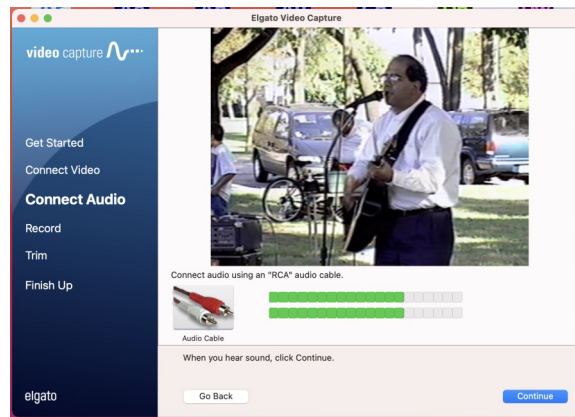 Elgato Video Capture
video capture
Get Started
Connect Video
Connect Audio
Record
Trim
Finish Up
Connect audio using an "RCA" audio cable.
Audio Cable
When you hear sound, click Continue.
elgato
Go Back
Continue